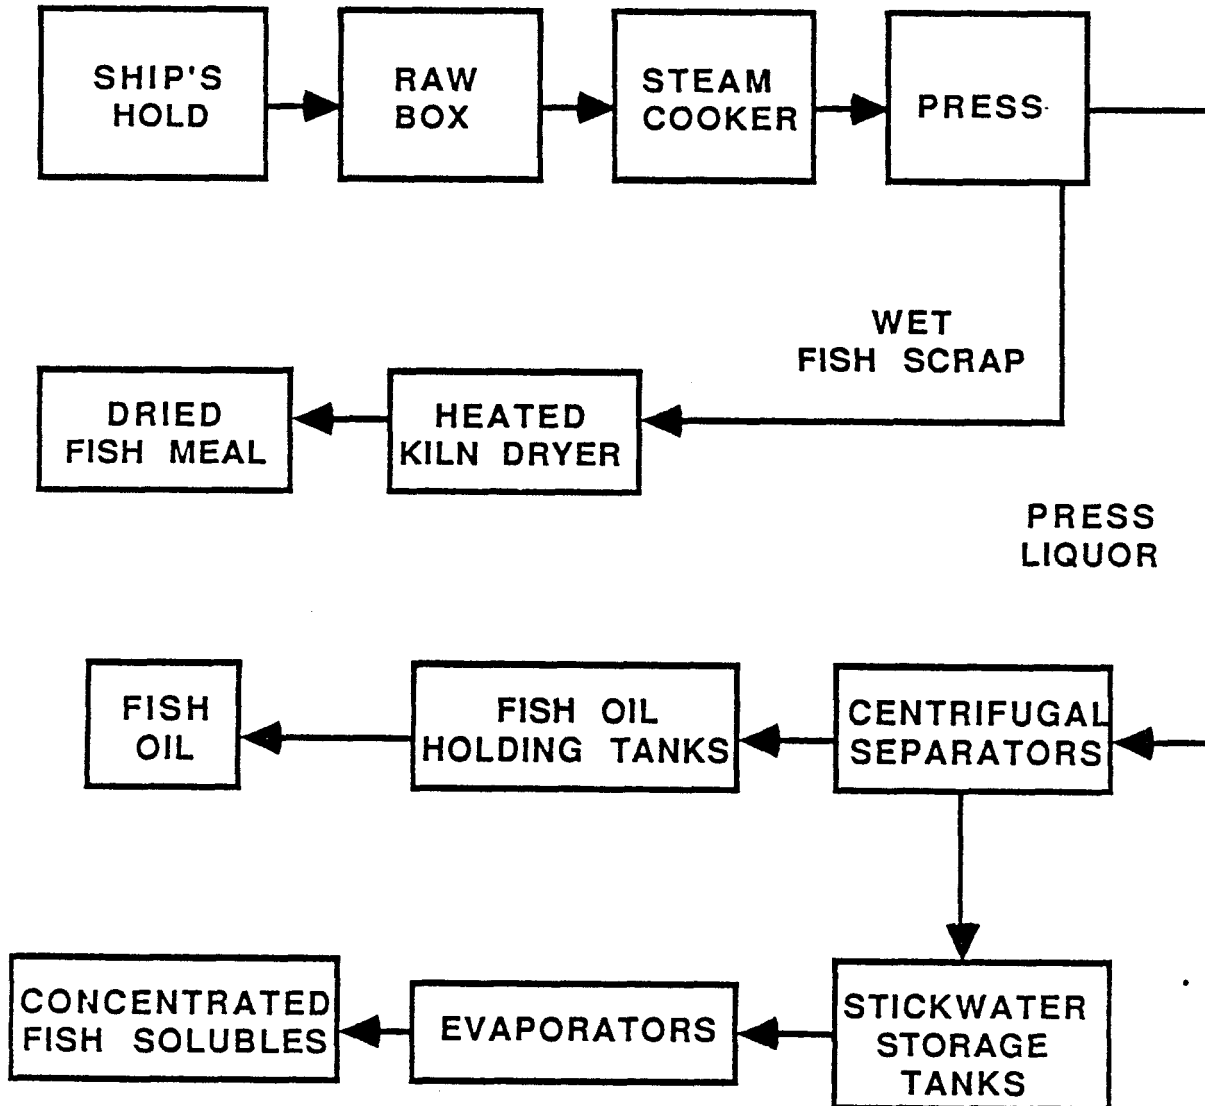 SHIP'S
HOLD
RAW
BOX
STEAM
COOKER
PRESS
WET
FISH SCRAP
DRIED
FISH MEAL
HEATED
KILN DRYER
PRESS
LIQUOR
FISH
OIL
FISH OIL
HOLDING TANKS
CENTRIFUGAL
SEPARATORS
CONCENTRATED
FISH SOLUBLES
EVAPORATORS
STICKWATER
STORAGE
TANKS